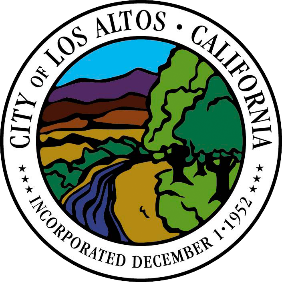 CITY OF LOS ALTOS · CALIFORNIA
INCORPORATED DECEMBER 1·1952